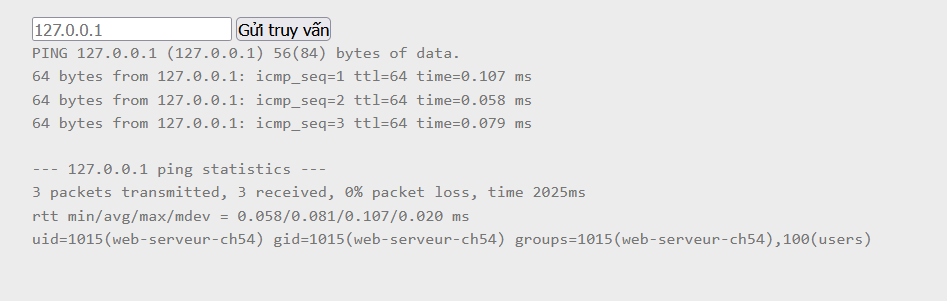 127.0.0.1 Gửi truy vấn
PING 127.0.0.1 (127.0.0.1) 56(84) bytes of data.
64 bytes from 127.0.0.1: icmp_seq=1 ttl=64 time=0.107 ms
64 bytes from 127.0.0.1: icmp_seq=2 ttl=64 time=0.058 ms
64 bytes from 127.0.0.1: icmp_seq=3 ttl=64 time=0.079 ms
--- 127.0.0.1 ping statistics ---
3 packets transmitted, 3 received, 0% packet loss, time 2025ms
rtt min/avg/max/mdev = 0.058/0.081/0.107/0.020 ms
uid=1015(web-serveur-ch54) gid=1015(web-serveur-ch54) groups=1015(web-serveur-ch54),100(users)